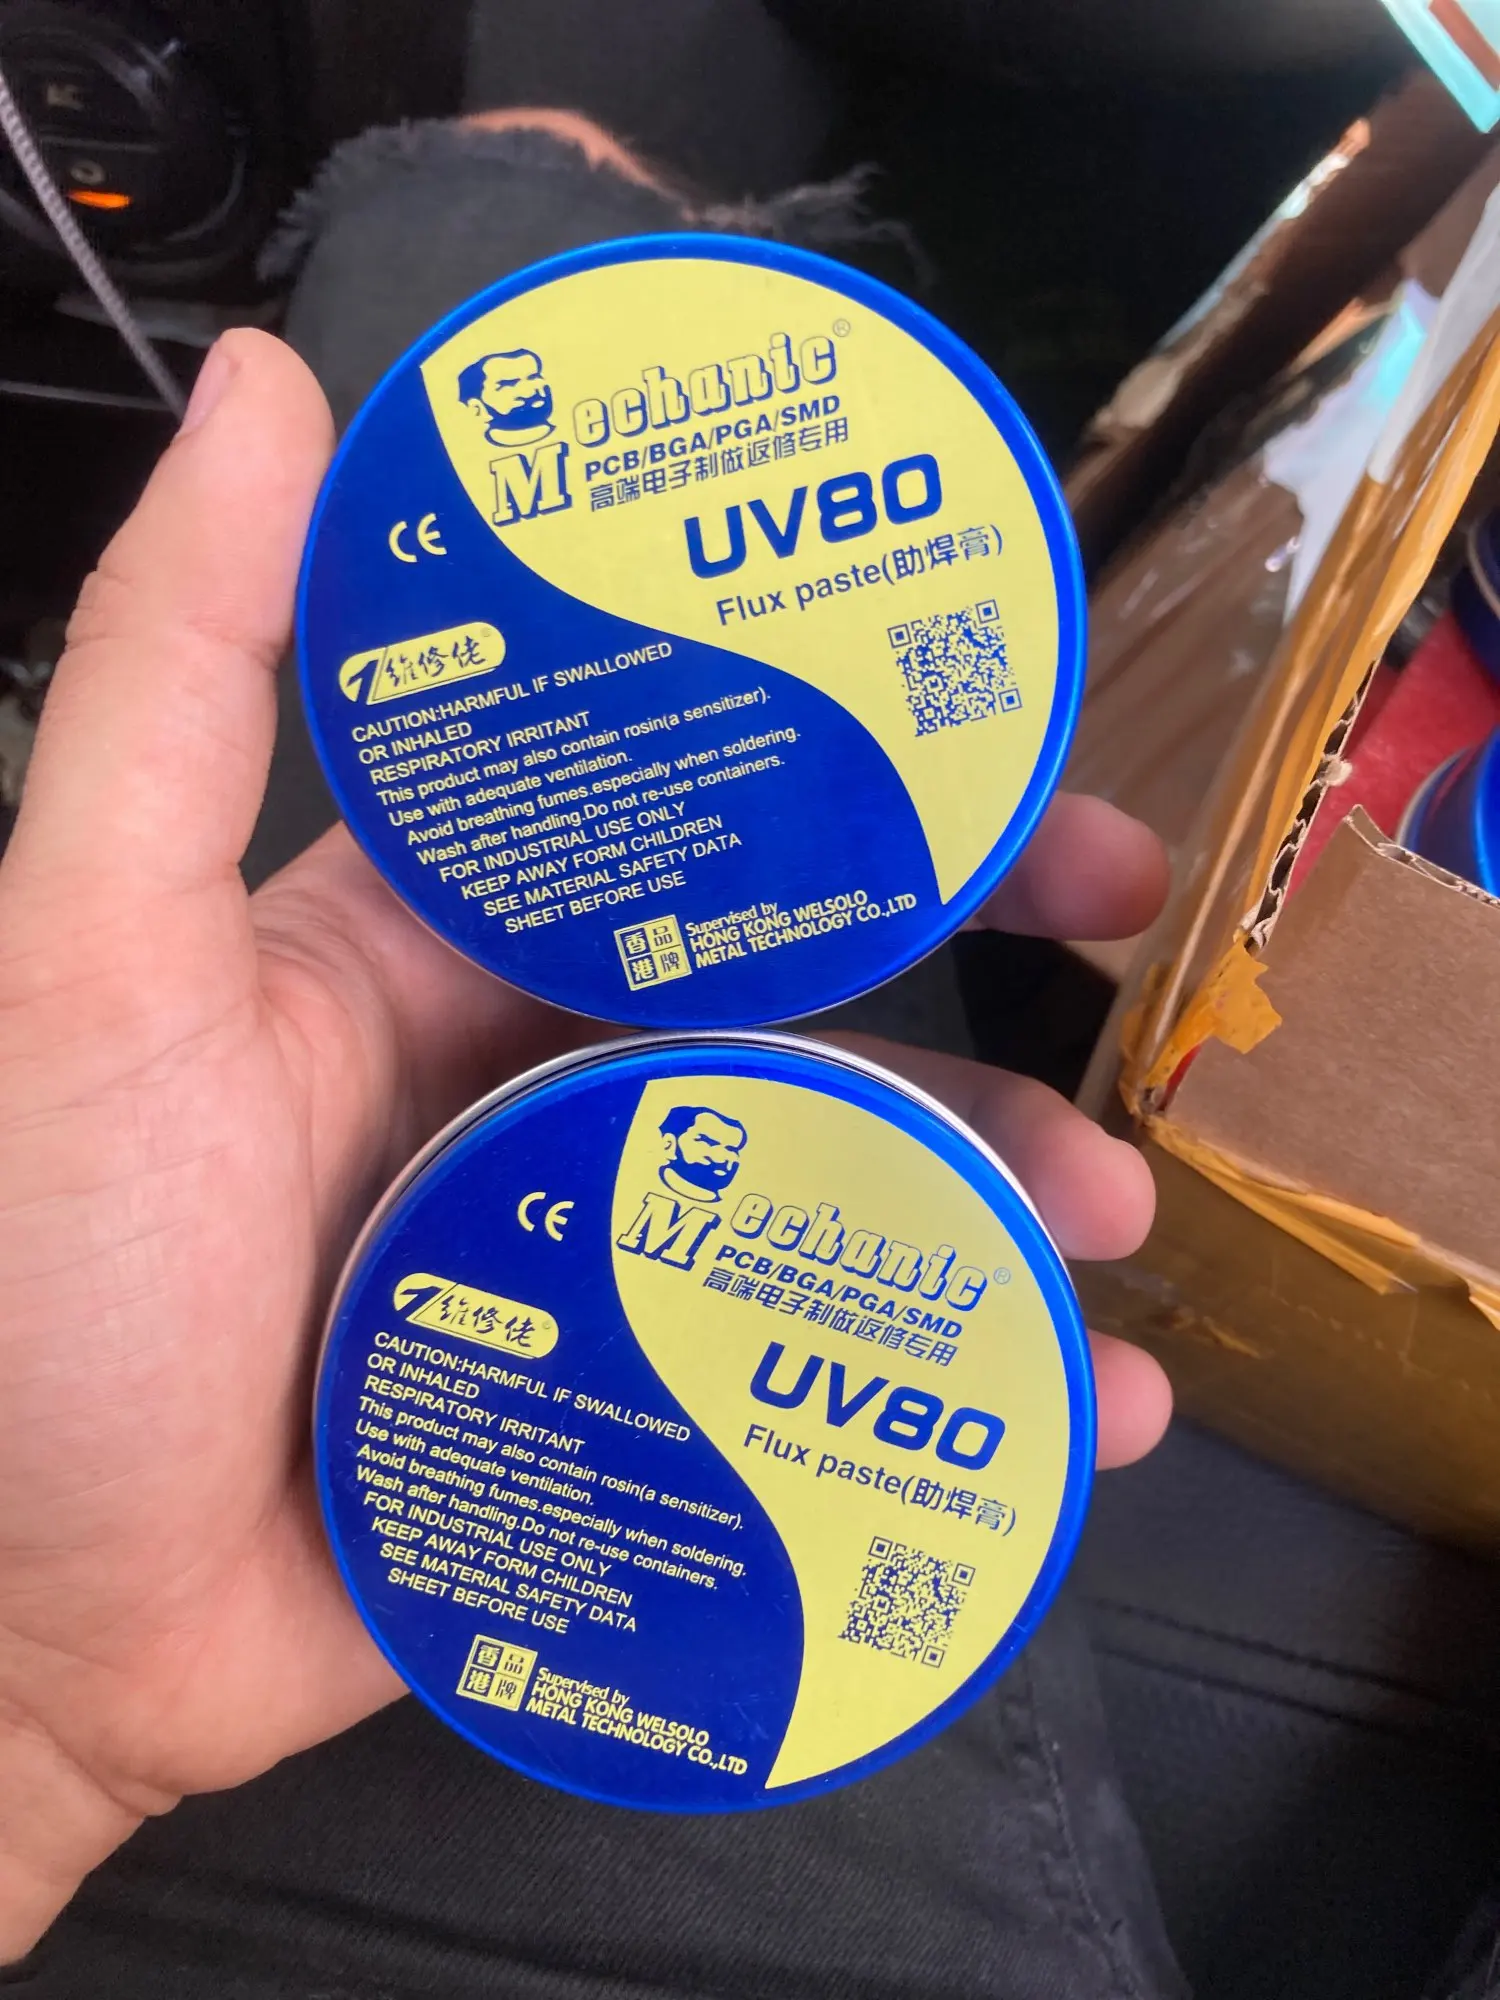 Mechanic®
PCB/BGA/PGA/SMD
高端电子制做返修专用
UV80
Flux paste(助焊膏)
CE
维修佬®
CAUTION:HARMFUL IF SWALLOWED
OR INHALED
RESPIRATORY IRRITANT
This product may also contain rosin(a sensitizer).
Use with adequate ventilation.
Avoid breathing fumes.especially when soldering.
Wash after handling.Do not re-use containers.
FOR INDUSTRIAL USE ONLY
KEEP AWAY FORM CHILDREN
SEE MATERIAL SAFETY DATA
SHEET BEFORE USE
香港品牌
Supervised by
HONG KONG WELSOLO
METAL TECHNOLOGY CO.,LTD
Mechanic®
PCB/BGA/PGA/SMD
高端电子制做返修专用
UV80
Flux paste(助焊膏)
CE
维修佬®
CAUTION:HARMFUL IF SWALLOWED
OR INHALED
RESPIRATORY IRRITANT
This product may also contain rosin(a sensitizer).
Use with adequate ventilation.
Avoid breathing fumes.especially when soldering.
Wash after handling.Do not re-use containers.
FOR INDUSTRIAL USE ONLY
KEEP AWAY FORM CHILDREN
SEE MATERIAL SAFETY DATA
SHEET BEFORE USE
香港品牌
Supervised by
HONG KONG WELSOLO
METAL TECHNOLOGY CO.,LTD